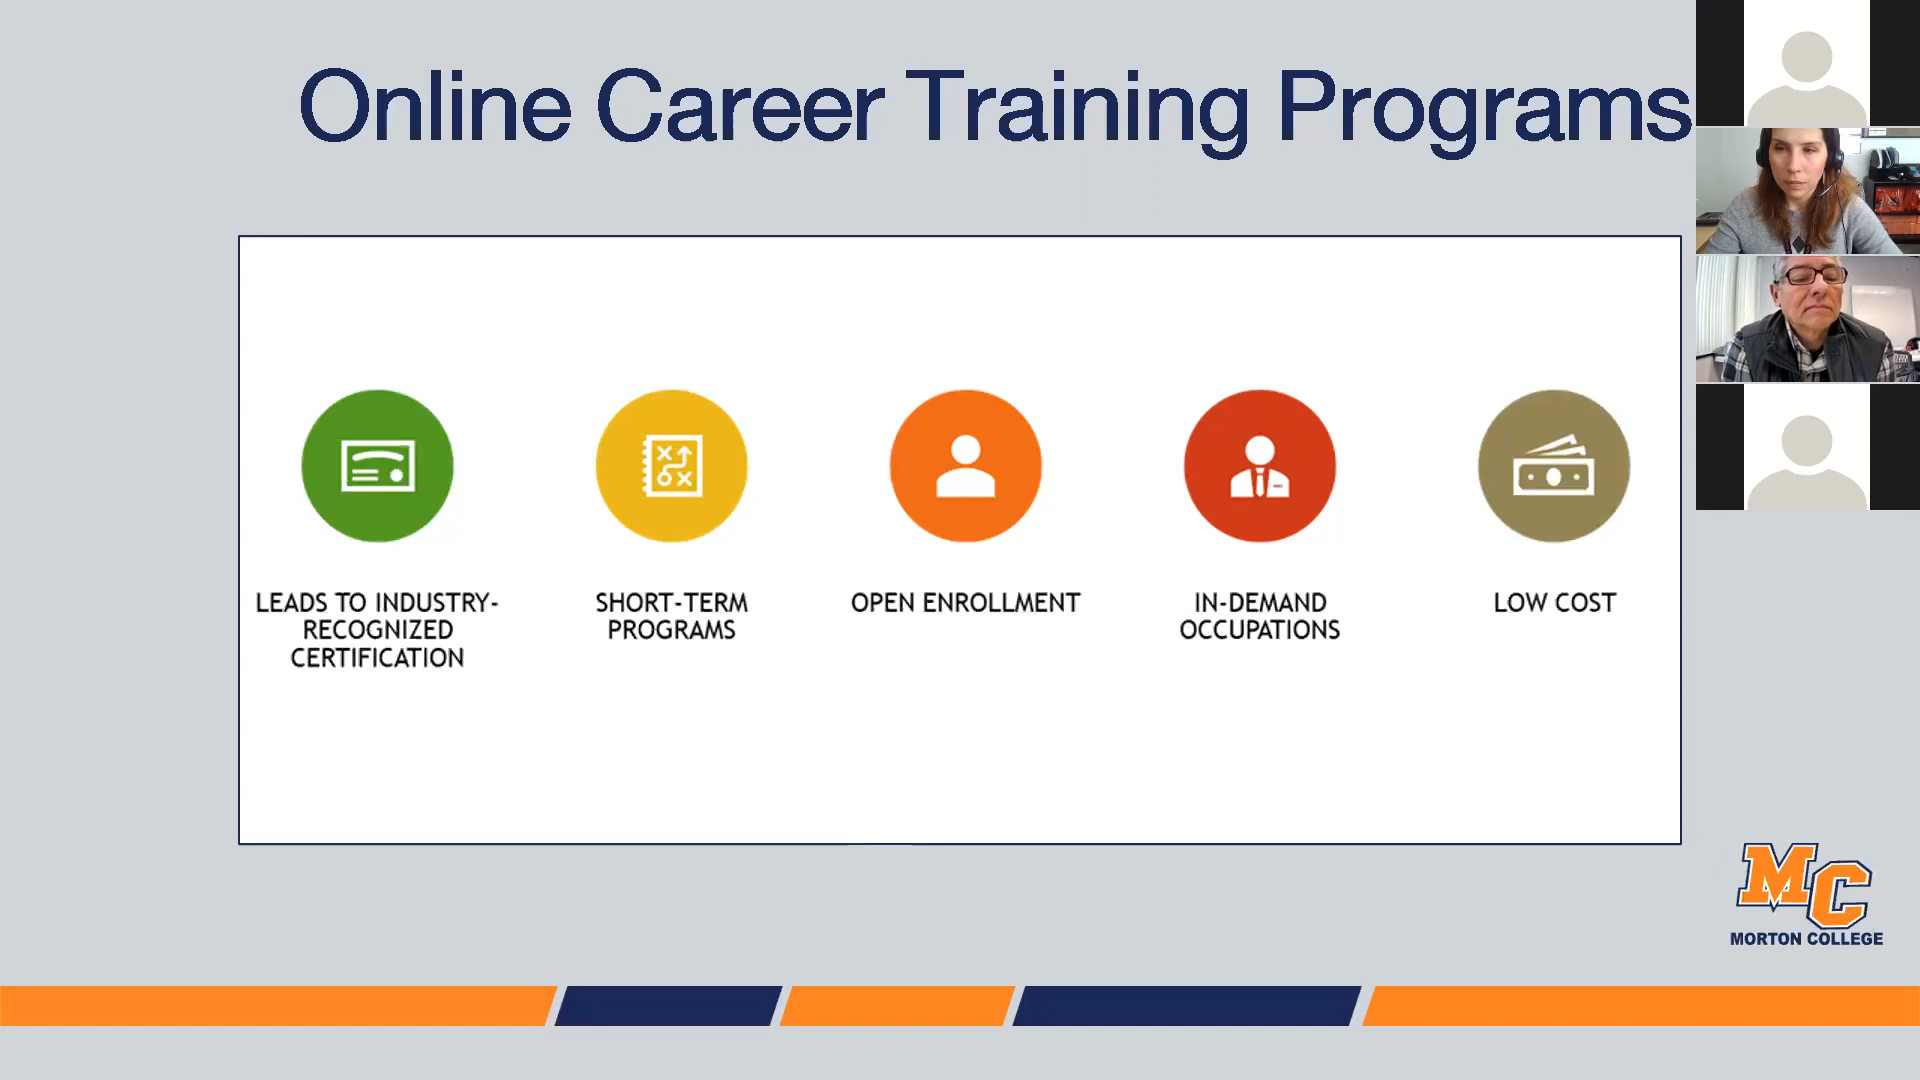 Online Career Training Programs
LEADS TO INDUSTRY-
RECOGNIZED
CERTIFICATION
SHORT-TERM
PROGRAMS
OPEN ENROLLMENT
IN-DEMAND
OCCUPATIONS
LOW COST
MC
MORTON COLLEGE